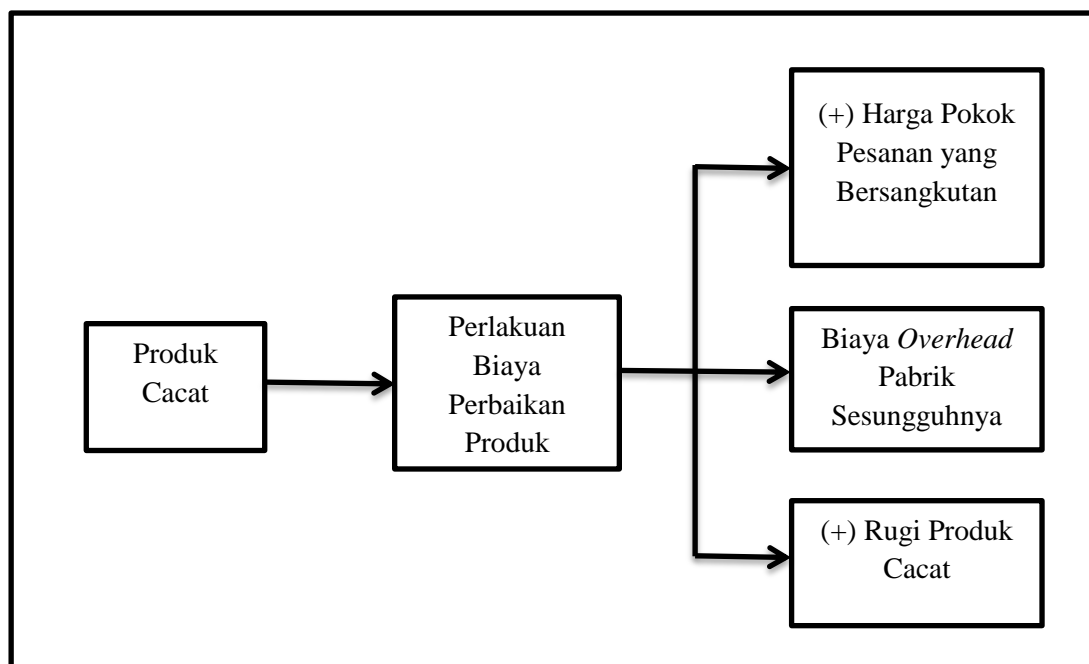 Produk
Cacat
Perlakuan
Biaya
Perbaikan
Produk
(+) Harga Pokok
Pesanan yang
Bersangkutan
Biaya Overhead
Pabrik
Sesungguhnya
(+) Rugi Produk
Cacat